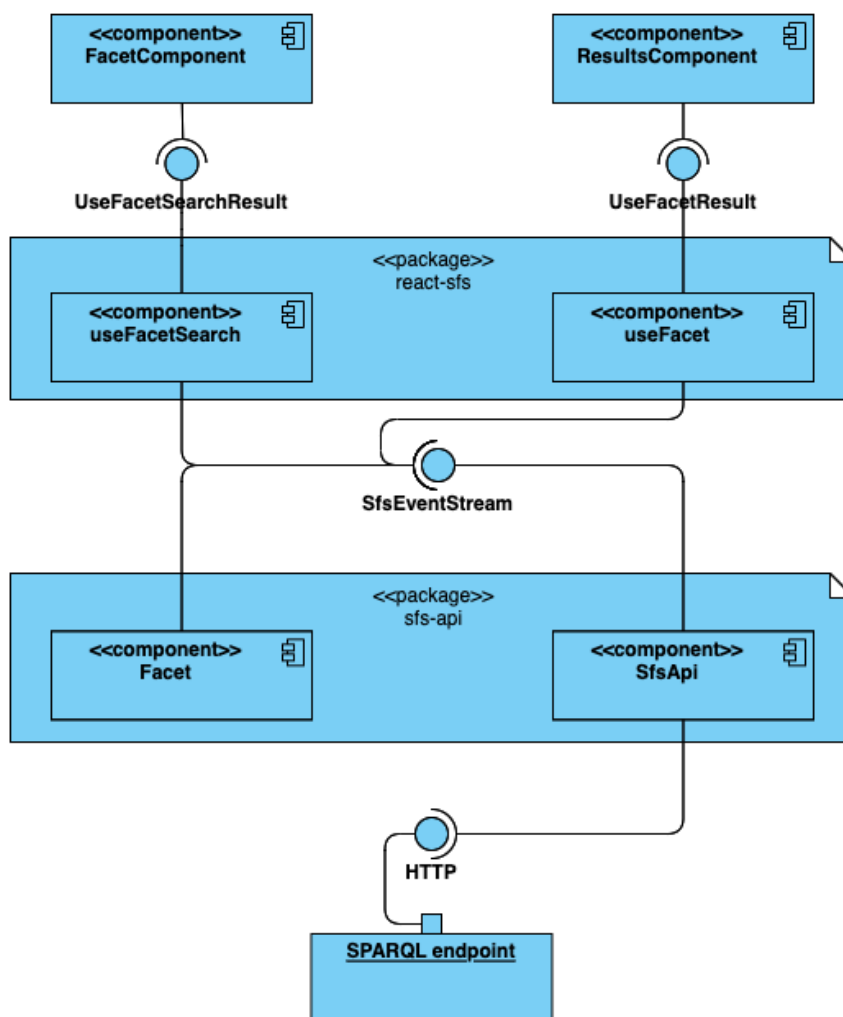 <<component>>
FacetComponent
<<component>>
ResultsComponent
UseFacetSearchResult
UseFacetResult
<<package>>
react-sfs
<<component>>
useFacetSearch
<<component>>
useFacet
SfsEventStream
<<package>>
sfs-api
<<component>>
Facet
<<component>>
SfsApi
HTTP
SPARQL endpoint